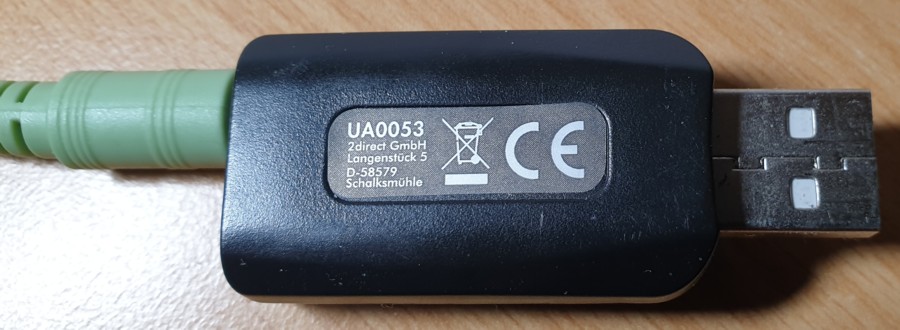 UA0053
2direct GmbH
Langenstück 5
D-58579
Schalksmühle
CE